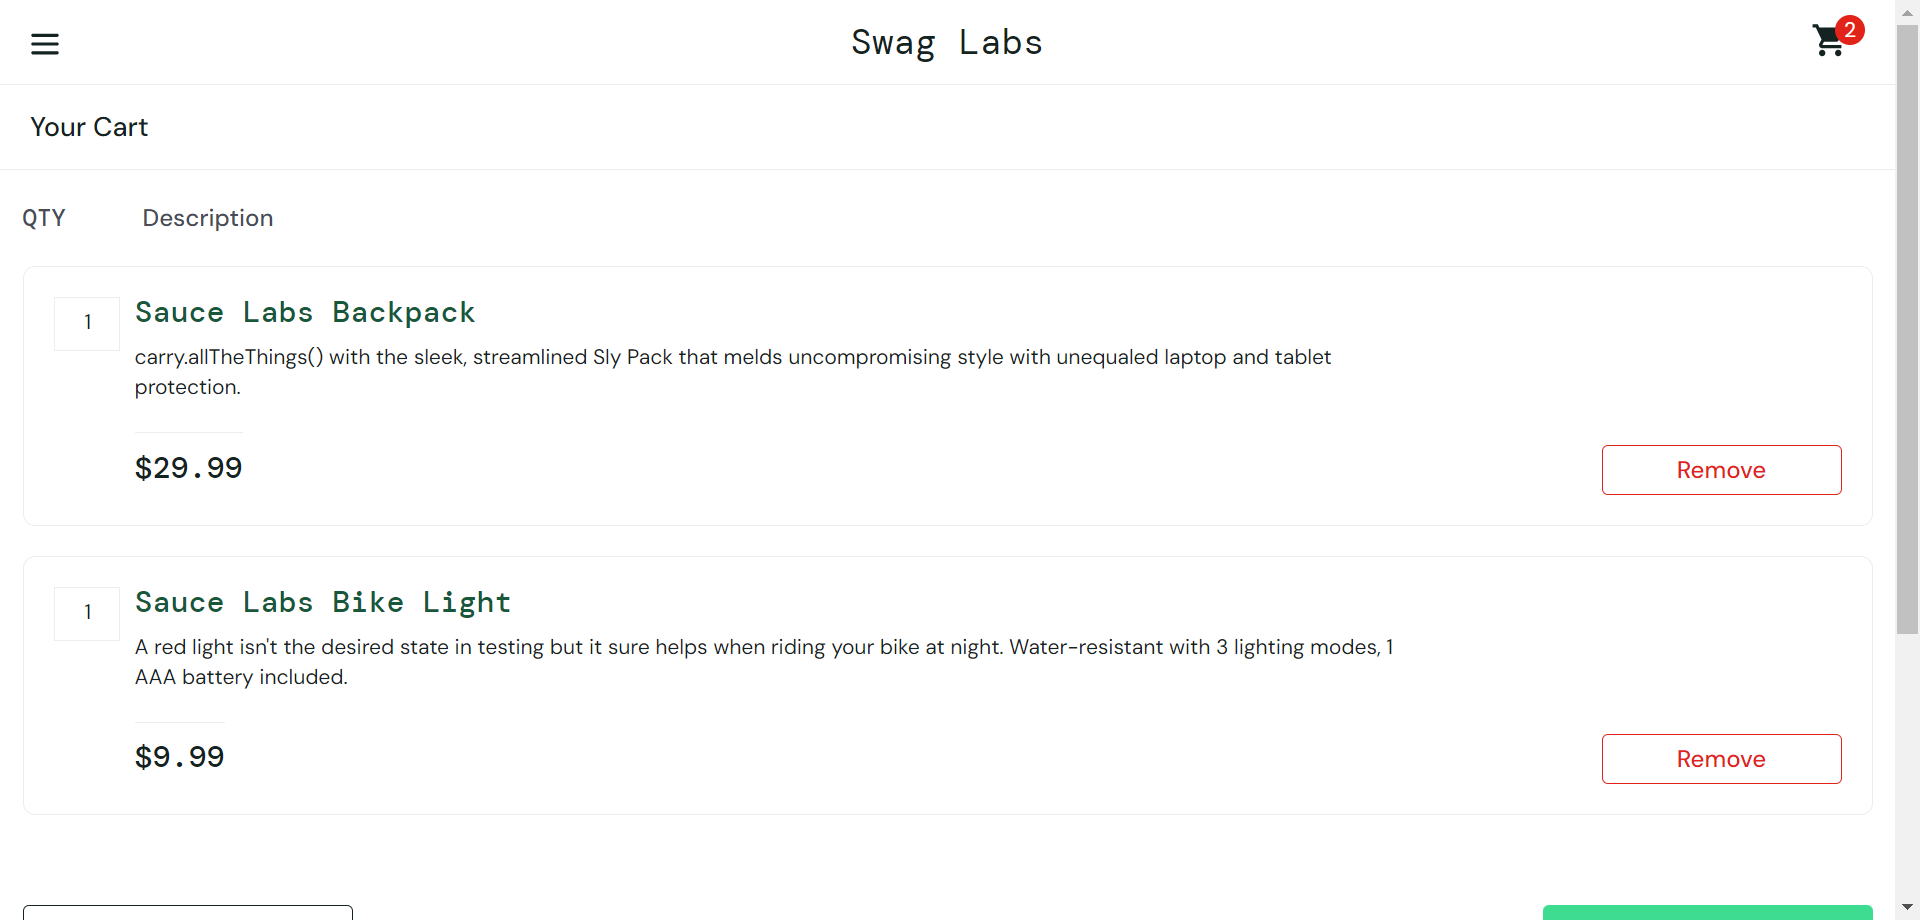 Swag Labs
2
Your Cart
QTY Description
1
Sauce Labs Backpack
carry.allTheThings() with the sleek, streamlined Sly Pack that melds uncompromising style with unequaled laptop and tablet
protection.
$29.99
Remove
1
Sauce Labs Bike Light
A red light isn't the desired state in testing but it sure helps when riding your bike at night. Water-resistant with 3 lighting modes, 1
AAA battery included.
$9.99
Remove